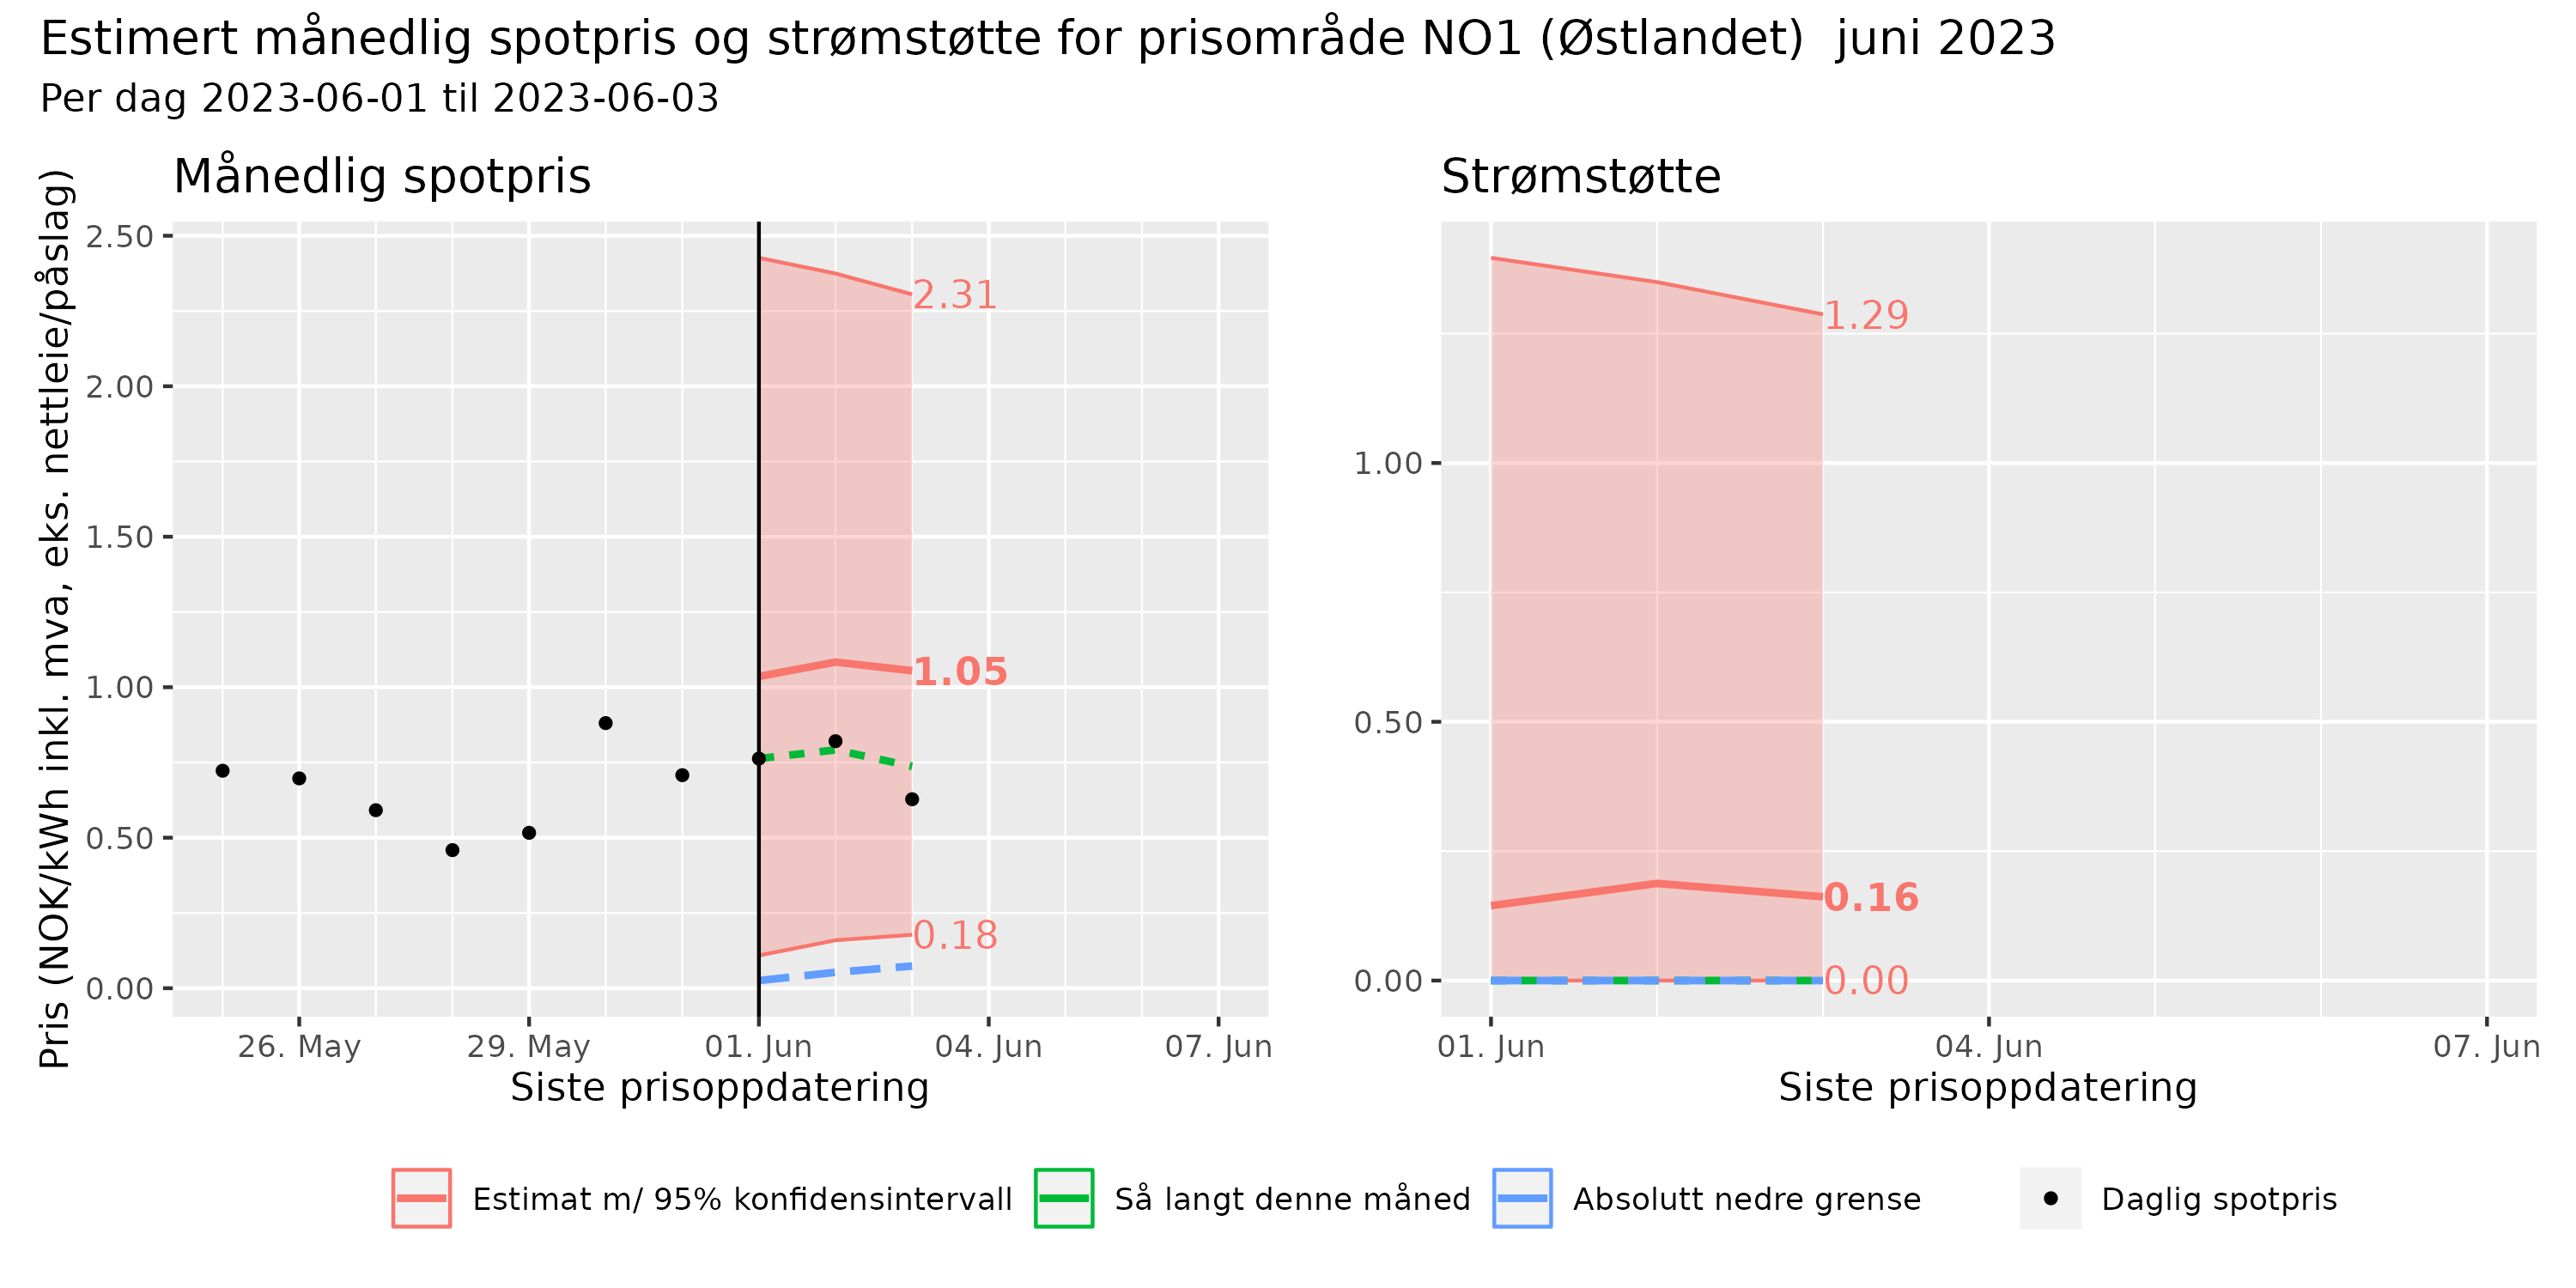 Estimert månedlig spotpris og strømstøtte for prisområde NO1 (Østlandet)  juni 2023
Per dag 2023-06-01 til 2023-06-03
Månedlig spotpris
Pris (NOK/kWh inkl. mva, eks. nettleie/påslag)
2.50
2.00
1.50
1.00
0.50
0.00
2.31
1.05
0.18
26. May
29. May
01. Jun
04. Jun
07. Jun
Siste prisoppdatering
Strømstøtte
1.00
0.50
0.00
1.29
0.16
0.00
01. Jun
04. Jun
07. Jun
Siste prisoppdatering
Estimat m/ 95% konfidensintervall
Så langt denne måned
Absolutt nedre grense
Daglig spotpris